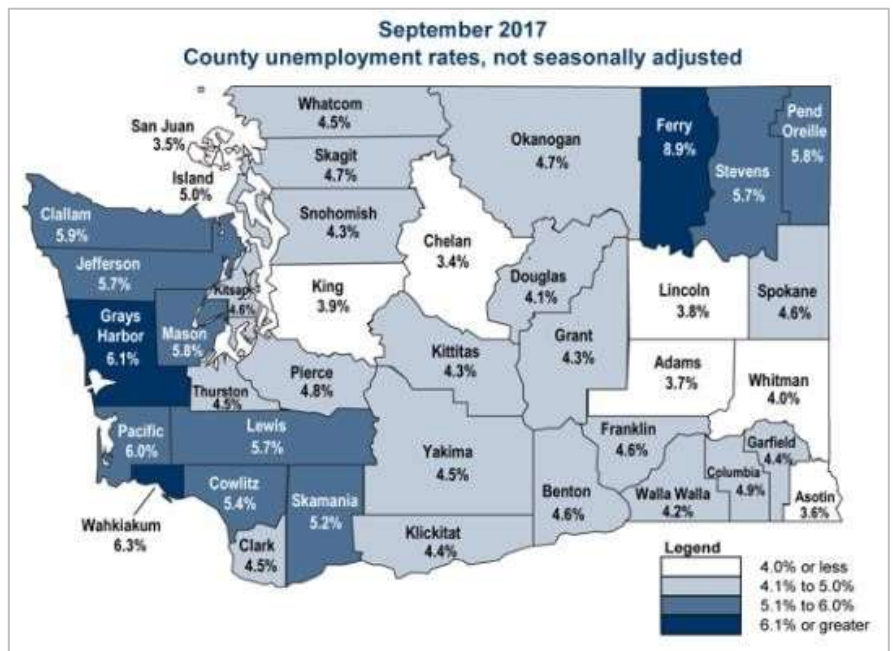 September 2017
County unemployment rates, not seasonally adjusted
Whatcom
4.5%
San Juan
3.5%
Skagit
4.7%
Island
5.0%
Okanogan
4.7%
Ferry
8.9%
Pend
Oreille
5.8%
Stevens
5.7%
Clallam
5.9%
Snohomish
4.3%
Chelan
3.4%
Jefferson
5.7%
Kitsap
4.6%
King
3.9%
Douglas
4.1%
Lincoln
3.8%
Spokane
4.6%
Grays
Harbor
6.1%
Mason
5.8%
Kittitas
4.3%
Grant
4.3%
Pierce
4.8%
Adams
3.7%
Whitman
4.0%
Thurston
4.5%
Pacific
6.0%
Lewis
5.7%
Yakima
4.5%
Franklin
4.6%
Garfield
4.4%
Columbia
4.9%
Walla Walla
4.2%
Asotin
3.6%
Benton
4.6%
Cowlitz
5.4%
Skamania
5.2%
Wahkiakum
6.3%
Clark
4.5%
Klickitat
4.4%
Legend
4.0% or less
4.1% to 5.0%
5.1% to 6.0%
6.1% or greater